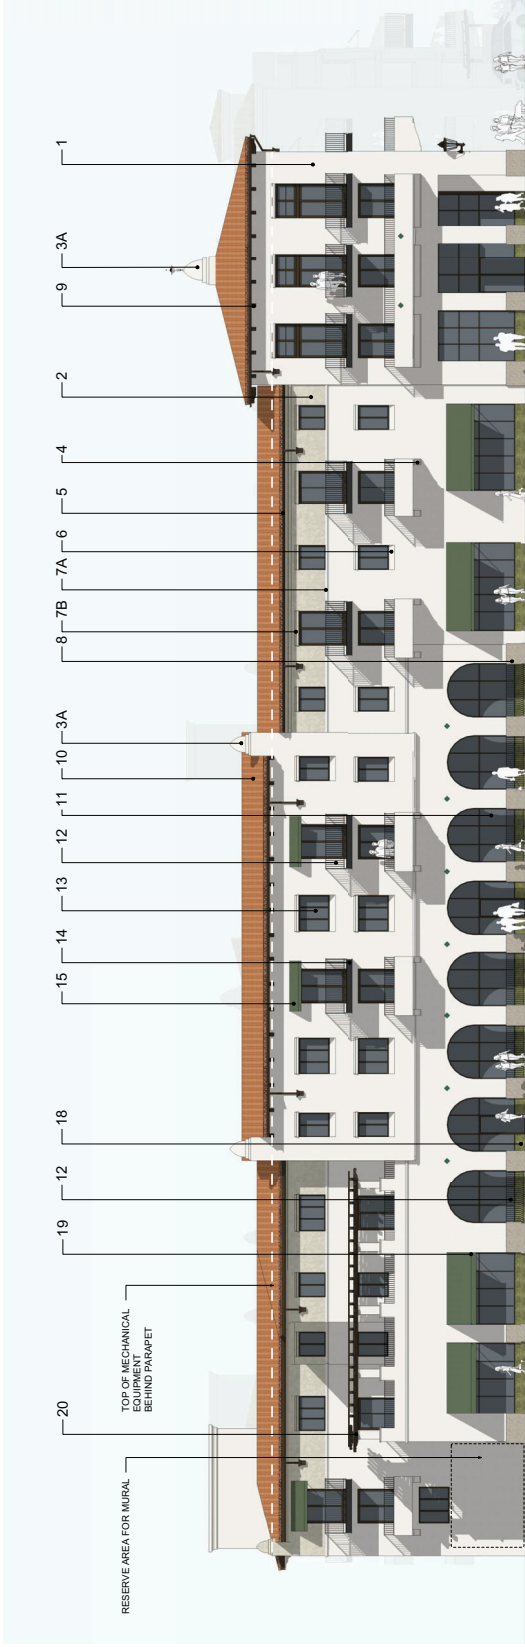 20
19
12
18
15
14
13
12
11
10
3A
8
7B
7A
6
5
4
2
9
3A
1
RESERVE AREA FOR MURAL
TOP OF MECHANICAL
EQUIPMENT
BEHIND PARAPET